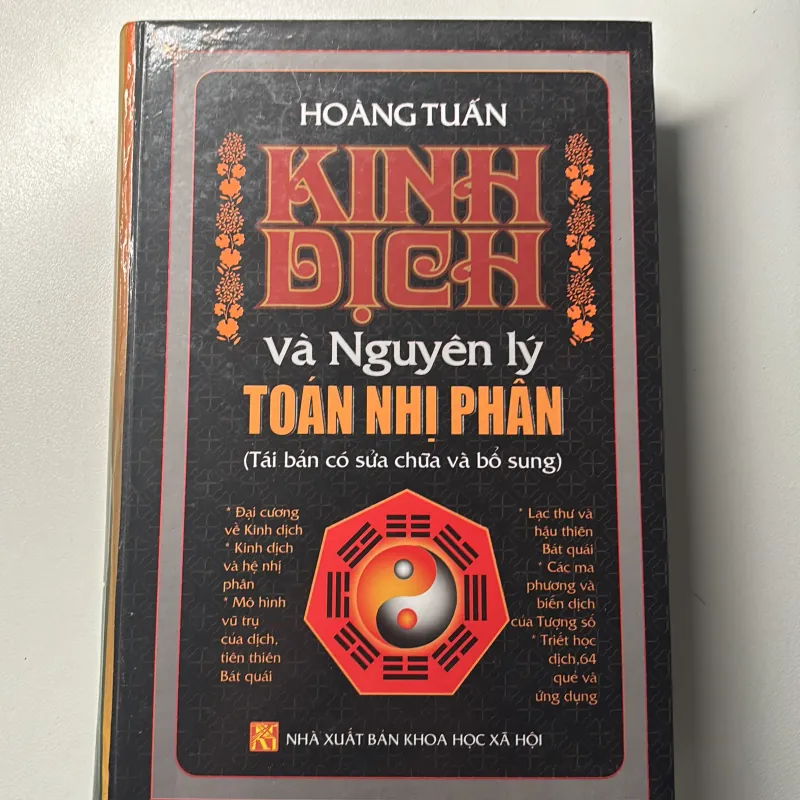 HOÀNG TUẤN
KINH
DỊCH
và Nguyên lý
TOÁN NHỊ PHÂN
(Tái bản có sửa chữa và bổ sung)
* Đại cương
về Kinh dịch
* Kinh dịch
và hệ nhị
phân
* Mô hình
vũ trụ
của dịch,
tiên thiên
Bát quái
* Lạc thư và
hậu thiên
Bát quái
* Các ma
phương và
biến dịch
của Tượng số
* Triết học
dịch,64
quẻ và
ứng dụng
NHÀ XUẤT BẢN KHOA HỌC XÃ HỘI